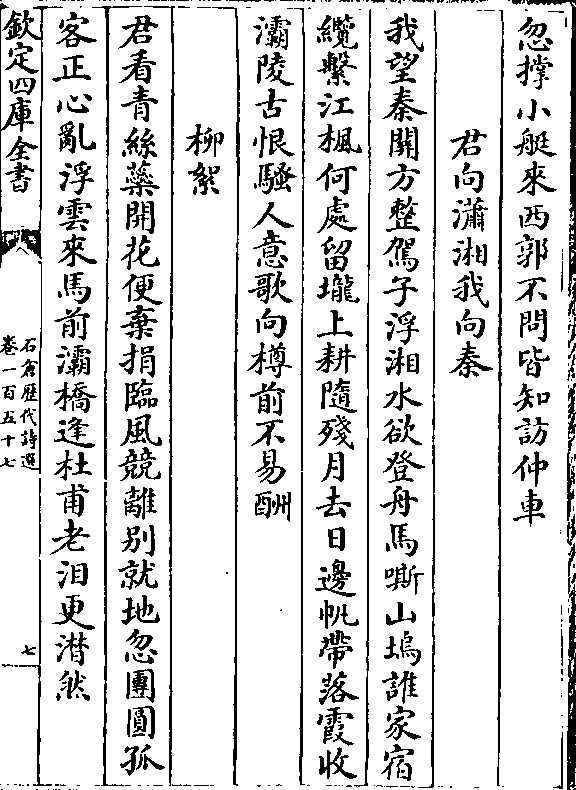 忽撑小艇來西郭不問皆知訪仲車
君向瀟湘我向秦
我望秦關方整駕子浮湘水欲登舟馬嘶山塢誰家宿
纜繫江楓何處留壠上耕隨殘月去日邊帆帶落霞收
灞陵古恨騷人意歌向樽前不易酬
柳絮
君看青絲蘂開花便棄捐臨風競離别就地忽團圓孤
客正心亂浮雲來馬前灞橋逢杜甫老泪更潸然
欽定四庫全書
石倉歷代詩選
卷一百五十七
七